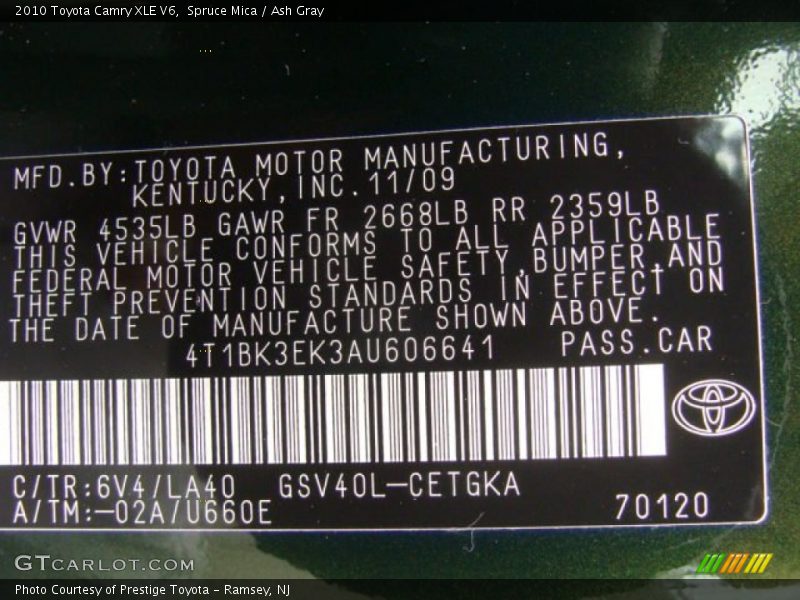 2010 Toyota Camry XLE V6,  Spruce Mica / Ash Gray
MFD.BY:TOYOTA MOTOR MANUFACTURING,
KENTUCKY,INC.11/09
GVWR 4535LB GAWR FR 2668LB RR 2359LB
THIS VEHICLE CONFORMS TO ALL APPLICABLE
FEDERAL MOTOR VEHICLE SAFETY,BUMPER,AND
THEFT PREVENTION STANDARDS IN EFFECT ON
THE DATE OF MANUFACTURE SHOWN ABOVE.
4T1BK3EK3AU606641 PASS.CAR
C/TR:6V4/LA40 GSV40L-CETGKA
A/TM:-02A/U660E 70120
GTCARLOT.COM
Photo Courtesy of Prestige Toyota - Ramsey, NJ